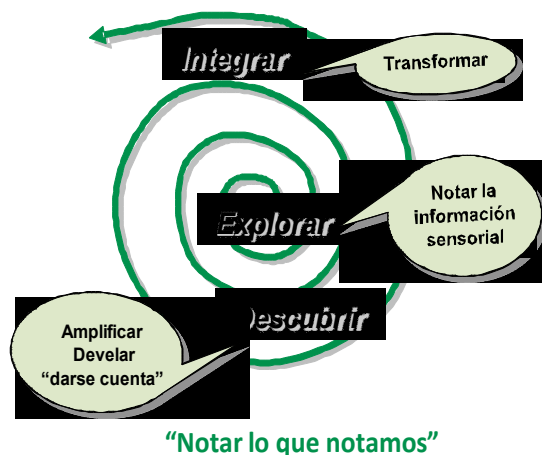 Integrar
Transformar
Explorar
Notar la
información
sensorial
Descubrir
Amplificar
Develar
“darse cuenta”
“Notar lo que notamos”